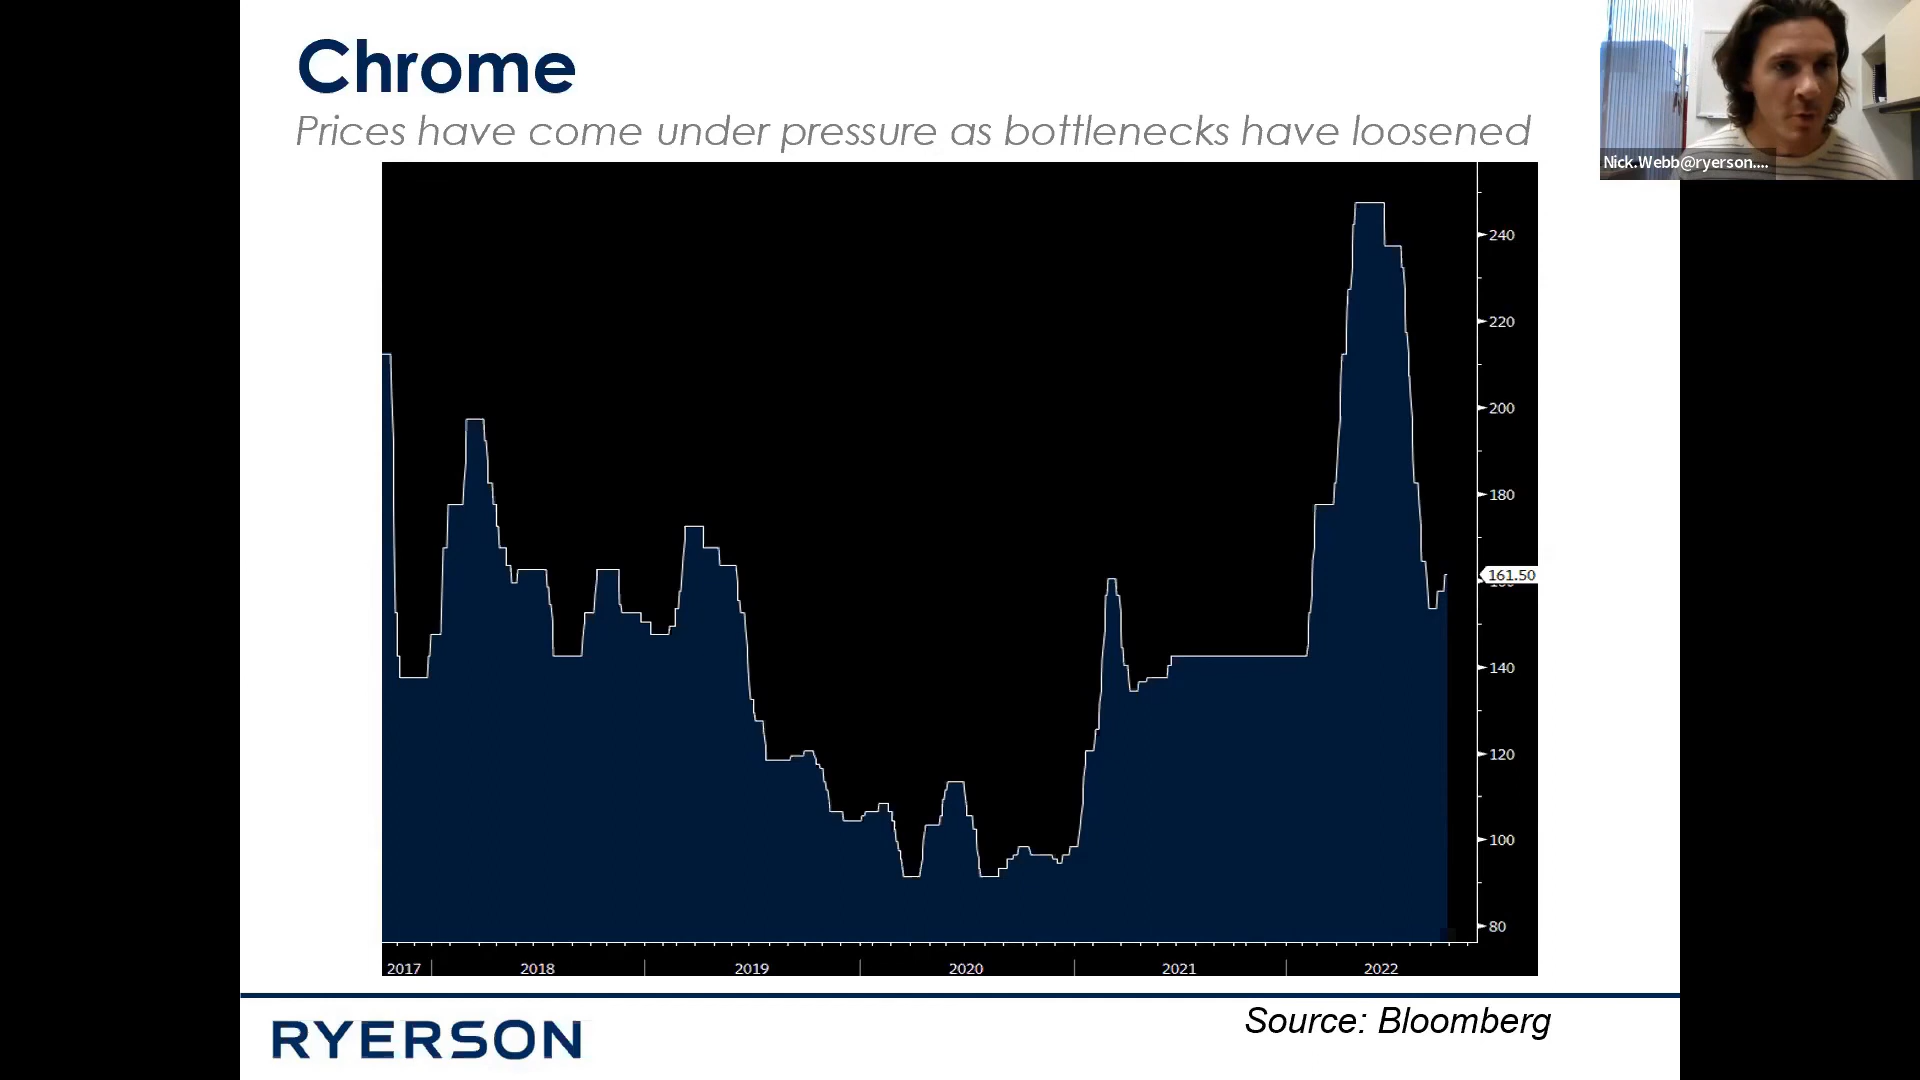 Chrome
Prices have come under pressure as bottlenecks have loosened
Nick.Webb@ryerson....
240
220
200
180
161.50
140
120
100
80
2017 2018 2019 2020 2021 2022
Source: Bloomberg
RYERSON